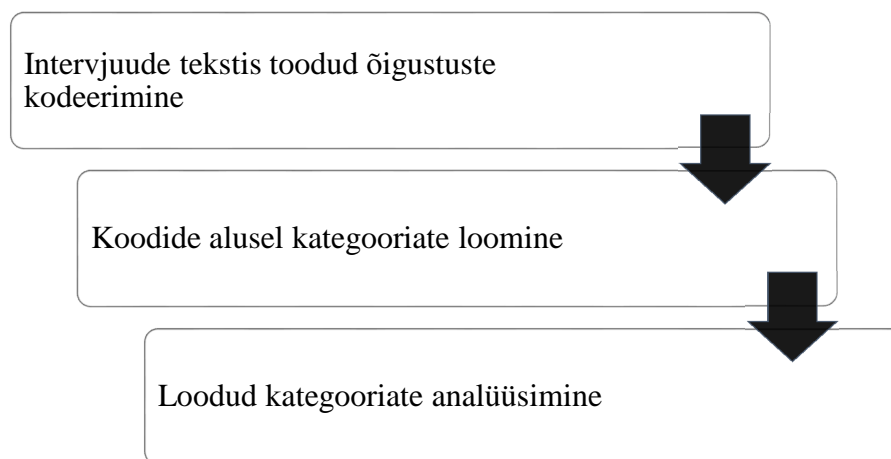 Intervjuude tekstis toodud õigustuste
kodeerimine
Koodide alusel kategooriate loomine
Loodud kategooriate analüüsimine